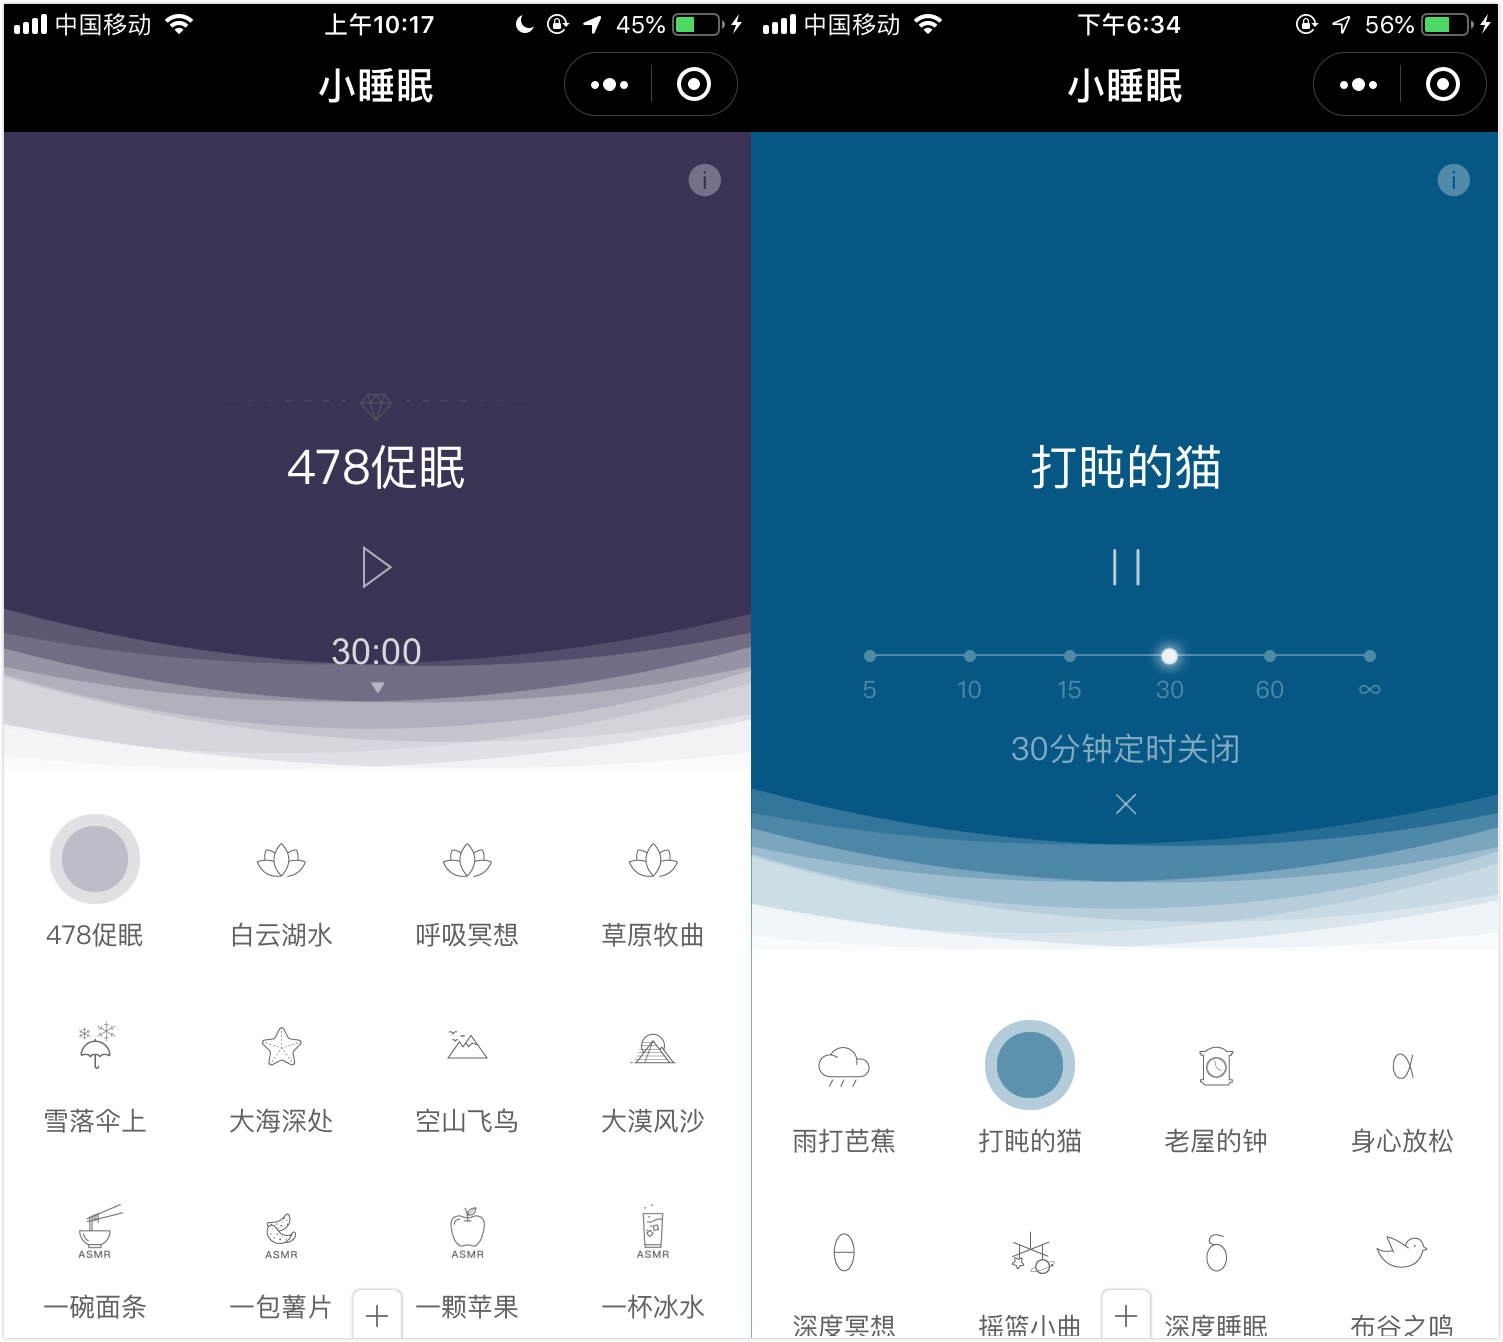 中国移动 上午10:17 45%
小睡眠
478促眠
30:00
478促眠 白云湖水 呼吸冥想 草原牧曲
雪落伞上 大海深处 空山飞鸟 大漠风沙
ASMR ASMR ASMR ASMR
一碗面条 一包薯片 一颗苹果 一杯冰水
中国移动 下午6:34 56%
小睡眠
打盹的猫
5 10 15 30 60 ∞
30分钟定时关闭
雨打芭蕉 打盹的猫 老屋的钟 身心放松
深度冥想 摇篮小曲 深度睡眠 布谷之鸣